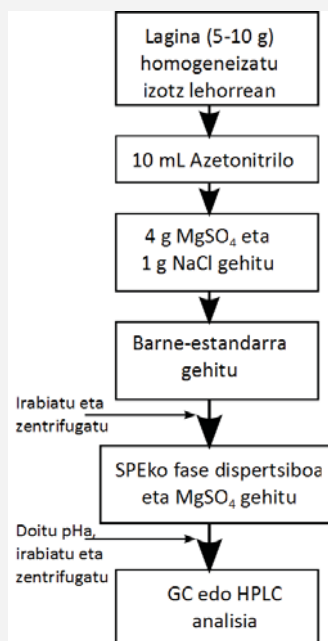 Lagina (5-10 g)
homogeneizatu
izotz lehorrean
10 mL Azetonitrilo
4 g MgSO₄ eta
1 g NaCl gehitu
Barne-estandarra
gehitu
Irabiatu eta
zentrifugatu
SPEko fase dispertsiboa
eta MgSO₄ gehitu
Doitu pHa,
irabiatu eta
zentrifugatu
GC edo HPLC
analisia